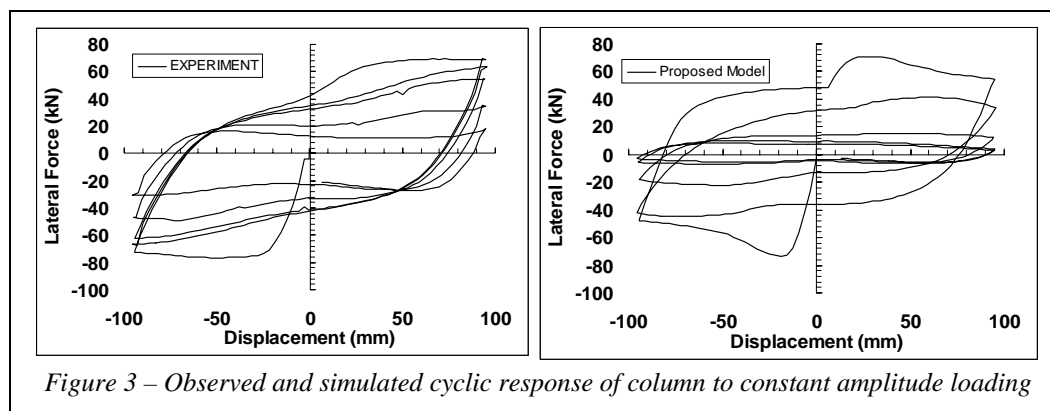 80
60
40
20
0
-20
-40
-60
-80
-100
-100 -50 0 50 100
Displacement (mm)
Lateral Force (kN)
EXPERIMENT
80
60
40
20
0
-20
-40
-60
-80
-100
-100 -50 0 50 100
Displacement (mm)
Lateral Force (kN)
Proposed Model
Figure 3 – Observed and simulated cyclic response of column to constant amplitude loading